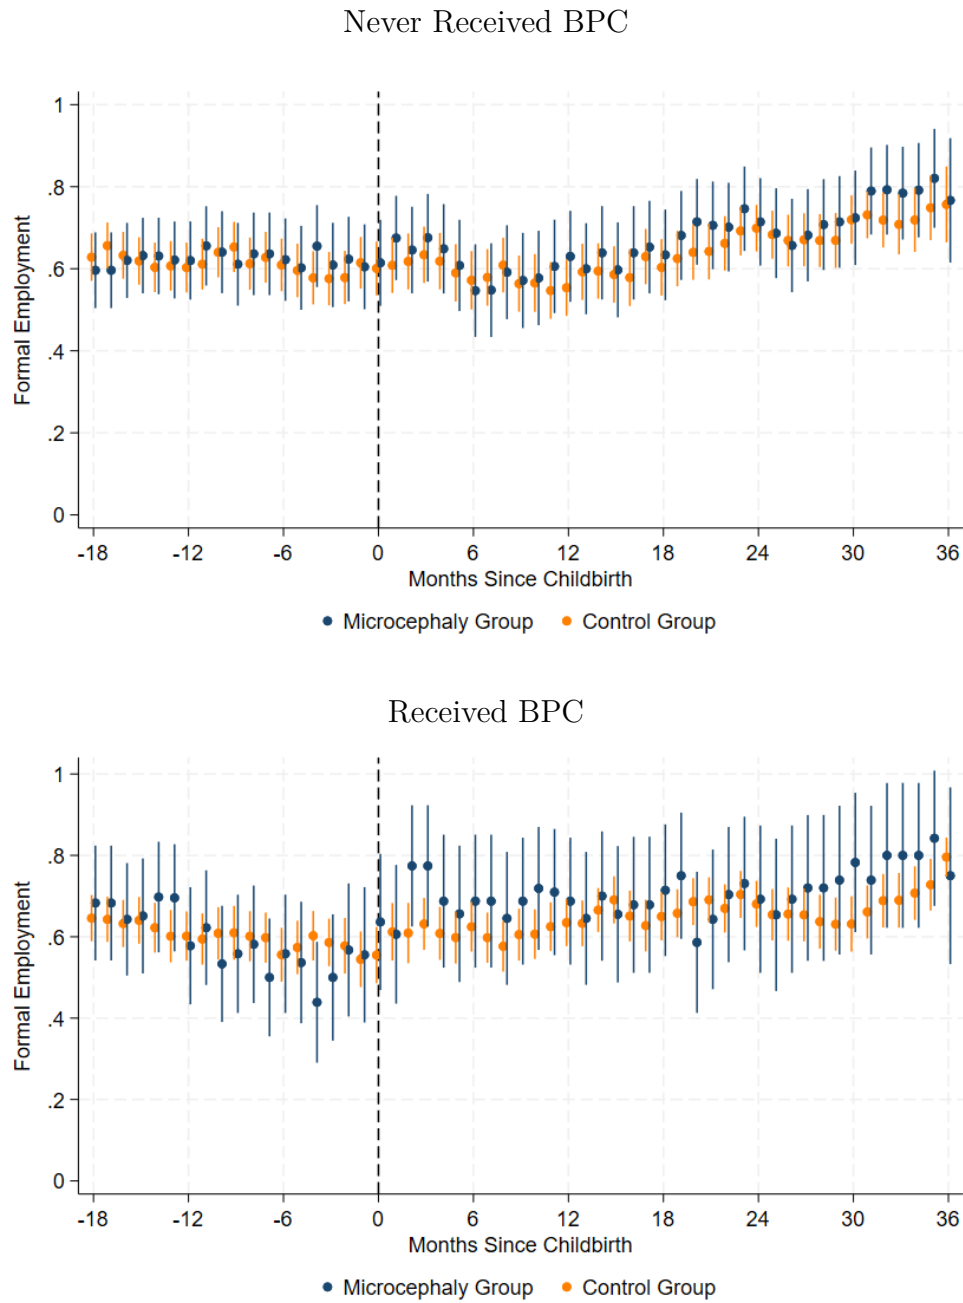 Never Received BPC
1
.8
.6
.4
.2
0
Formal Employment
-18 -12 -6 0 6 12 18 24 30 36
Months Since Childbirth
Microcephaly Group Control Group
Received BPC
1
.8
.6
.4
.2
0
Formal Employment
-18 -12 -6 0 6 12 18 24 30 36
Months Since Childbirth
Microcephaly Group Control Group